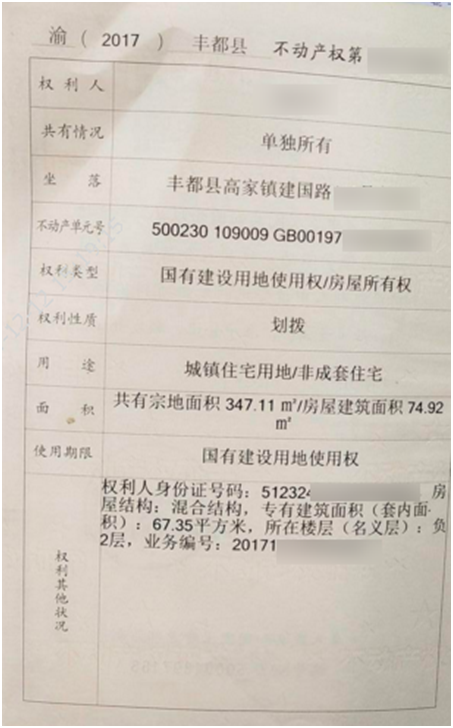 渝（2017）丰都县 不动产权第
权利人
共有情况 单独所有
坐落 丰都县高家镇建国路
不动产单元号 500230 109009 GB00197
权利类型 国有建设用地使用权/房屋所有权
权利性质 划拨
用途 城镇住宅用地/非成套住宅
面积 共有宗地面积 347.11 ㎡/房屋建筑面积 74.92
㎡
使用期限 国有建设用地使用权
权利其他状况
权利人身份证号码：51232 房
屋结构：混合结构，专有建筑面积（套内面
积）：67.35平方米，所在楼层（名义层）：负
2层，业务编号：20171